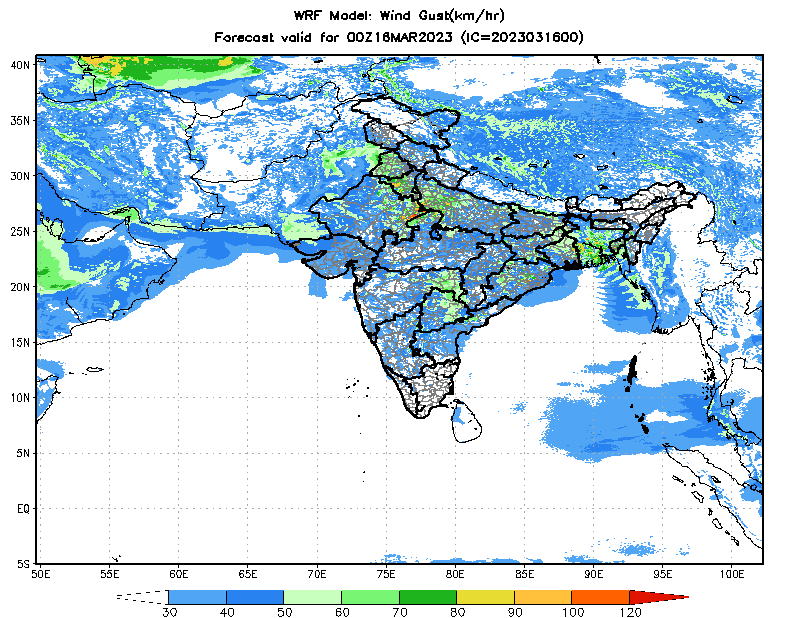 WRF Model: Wind Gust(km/hr)
Forecast valid for 00Z16MAR2023 (IC=2023031600)
40N
35N
30N
25N
20N
15N
10N
5N
EQ
5S
50E 55E 60E 65E 70E 75E 80E 85E 90E 95E 100E
30 40 50 60 70 80 90 100 120